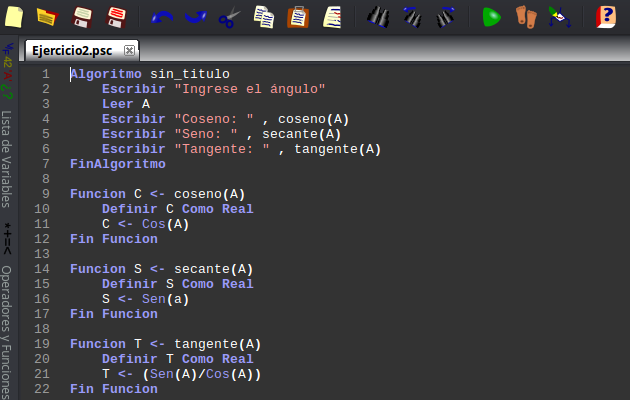 Ejercicio2.psc
1 Algoritmo sin_titulo
2 Escribir "Ingrese el ángulo"
3 Leer A
4 Escribir "Coseno: " , coseno(A)
5 Escribir "Seno: " , secante(A)
6 Escribir "Tangente: " , tangente(A)
7 FinAlgoritmo
8
9 Funcion C <- coseno(A)
10 Definir C Como Real
11 C <- Cos(A)
12 Fin Funcion
13
14 Funcion S <- secante(A)
15 Definir S Como Real
16 S <- Sen(a)
17 Fin Funcion
18
19 Funcion T <- tangente(A)
20 Definir T Como Real
21 T <- (Sen(A)/Cos(A))
22 Fin Funcion
Lista de Variables
*+=<
Operadores y Funciones